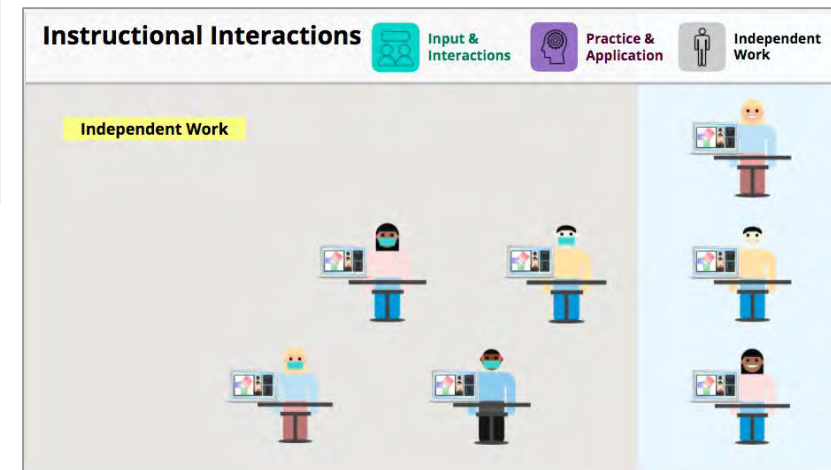 Instructional Interactions
Input &
Interactions
Practice &
Application
Independent
Work
Independent Work